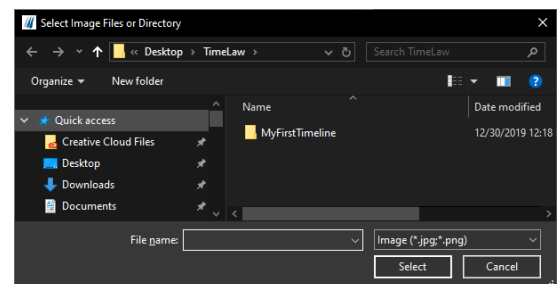 Select Image Files or Directory
« Desktop > TimeLaw >
Search TimeLaw
Organize
New folder
?
Name
Date modified
Quick access
Creative Cloud Files
Desktop
Downloads
Documents
MyFirstTimeline
12/30/2019 12:18
File name:
Image (*.jpg;*.png)
Select
Cancel